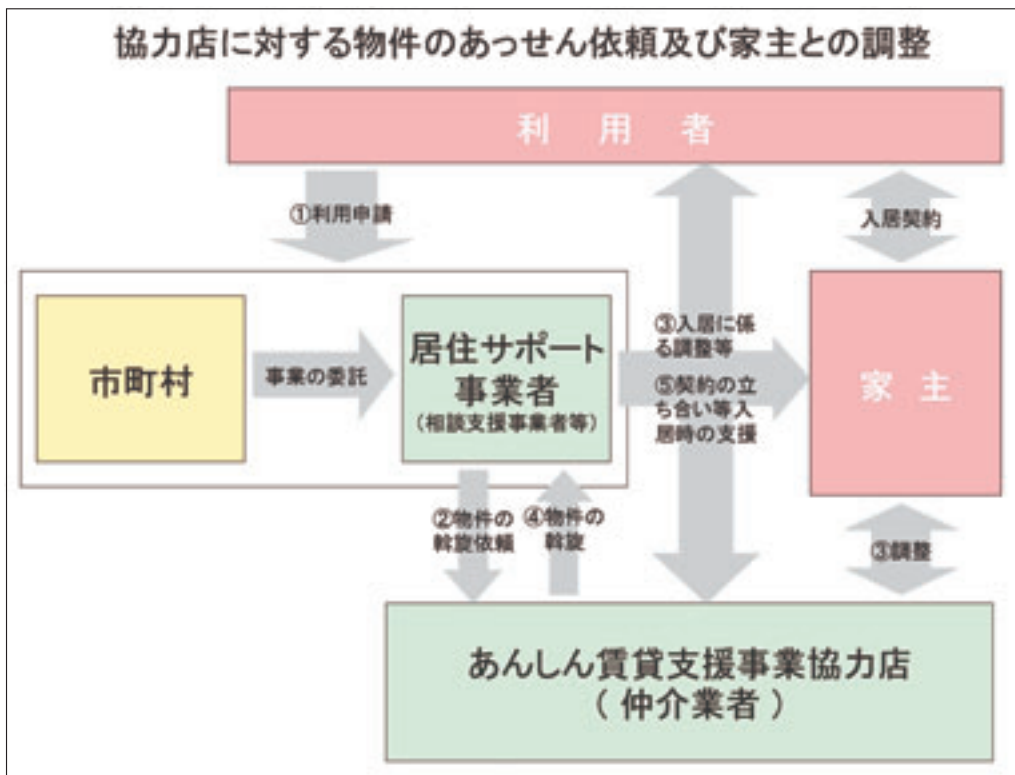 協力店に対する物件のあっせん依頼及び家主との調整
利用者
①利用申請
入居契約
市町村
事業の委託
居住サポート
事業者
（相談支援事業者等）
③入居に係
る調整等
⑤契約の立
ち合い等入
居時の支援
家主
②物件の
斡旋依頼
④物件の
斡旋
③調整
あんしん賃貸支援事業協力店
（仲介業者）